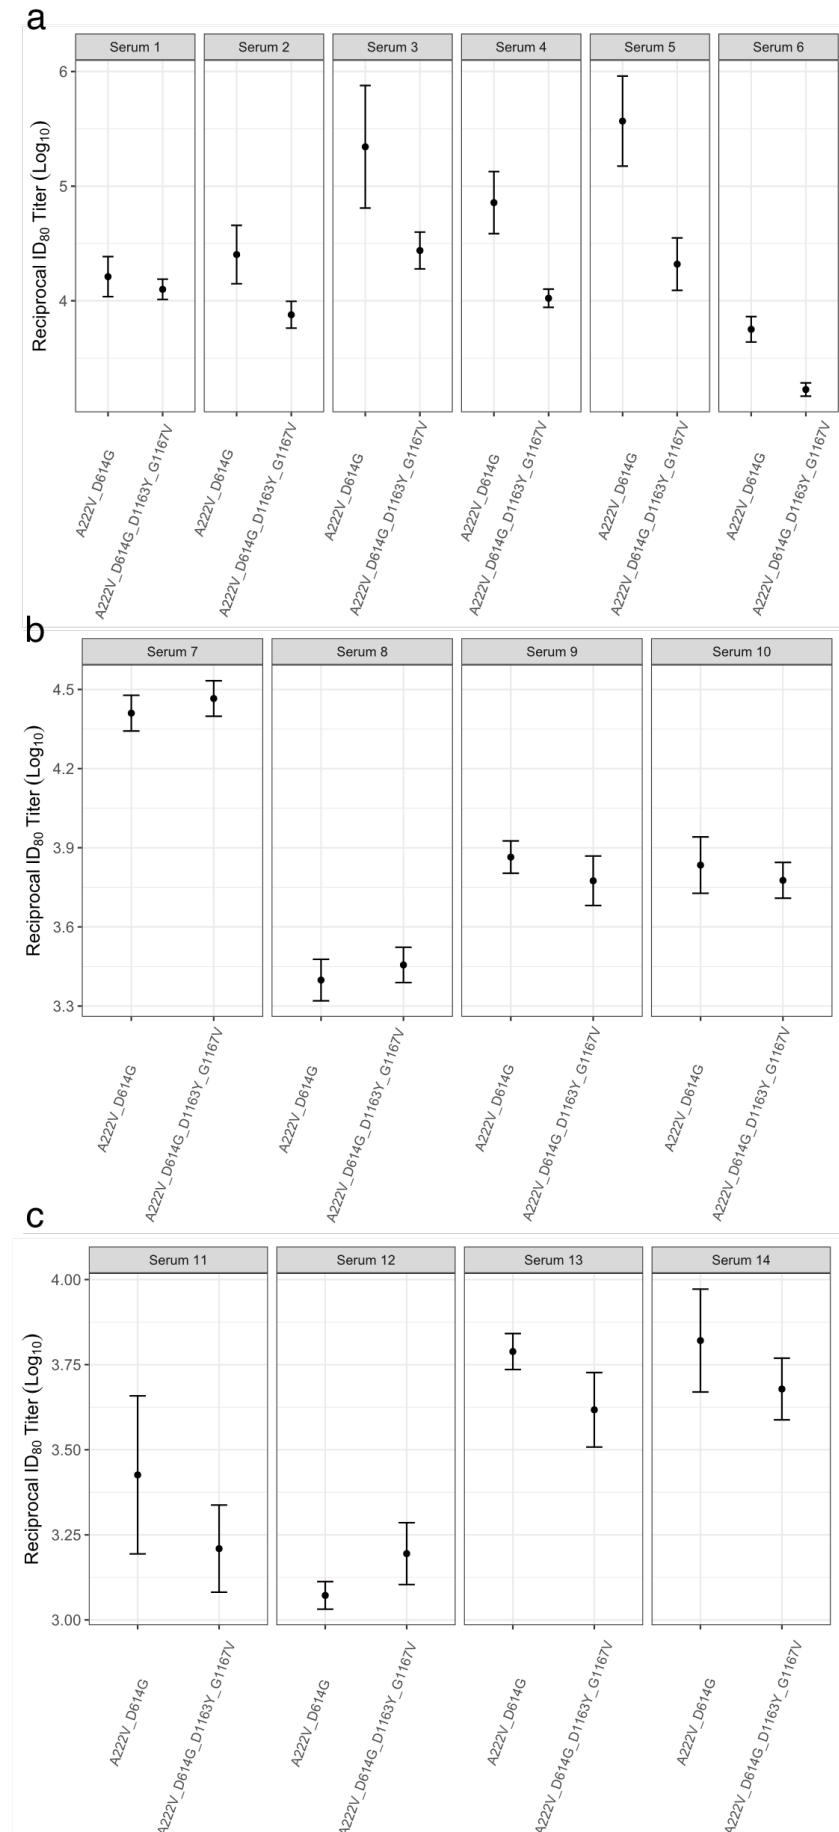 a
Serum 1 Serum 2 Serum 3 Serum 4 Serum 5 Serum 6
Reciprocal ID80 Titer (Log10)
6
5
4
A222V_D614G A222V_D614G_D1163Y_G1167V A222V_D614G A222V_D614G_D1163Y_G1167V A222V_D614G A222V_D614G_D1163Y_G1167V A222V_D614G A222V_D614G_D1163Y_G1167V A222V_D614G A222V_D614G_D1163Y_G1167V A222V_D614G A222V_D614G_D1163Y_G1167V
b
Serum 7 Serum 8 Serum 9 Serum 10
Reciprocal ID80 Titer (Log10)
4.5
4.2
3.9
3.6
3.3
A222V_D614G A222V_D614G_D1163Y_G1167V A222V_D614G A222V_D614G_D1163Y_G1167V A222V_D614G A222V_D614G_D1163Y_G1167V A222V_D614G A222V_D614G_D1163Y_G1167V
c
Serum 11 Serum 12 Serum 13 Serum 14
Reciprocal ID80 Titer (Log10)
4.00
3.75
3.50
3.25
3.00
A222V_D614G A222V_D614G_D1163Y_G1167V A222V_D614G A222V_D614G_D1163Y_G1167V A222V_D614G A222V_D614G_D1163Y_G1167V A222V_D614G A222V_D614G_D1163Y_G1167V